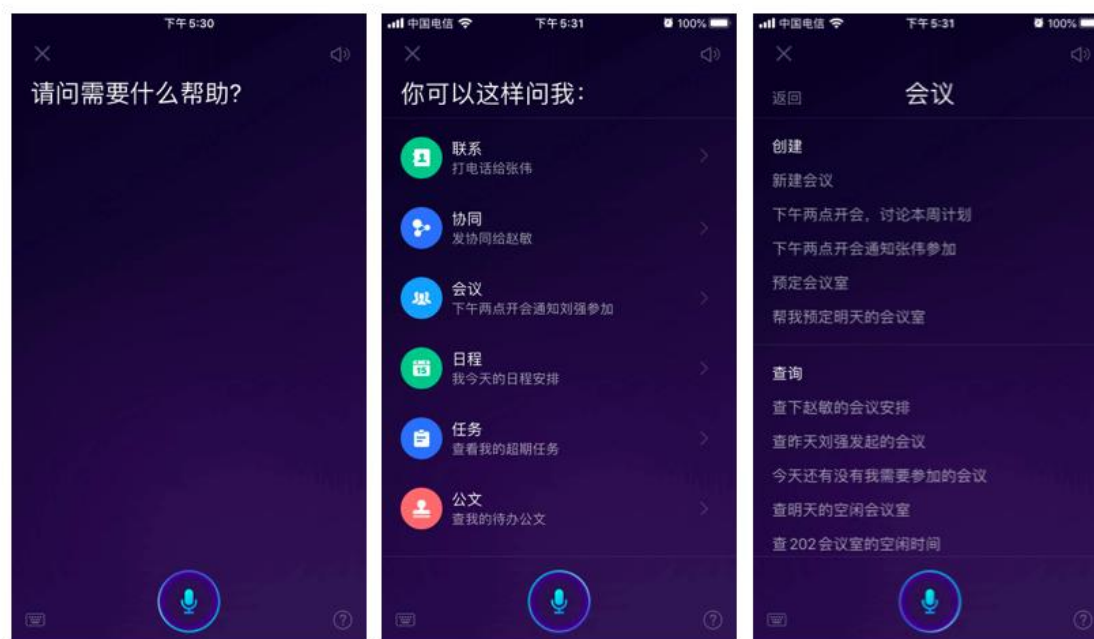 下午5:30
请问需要什么帮助?
中国电信
下午5:31
100%
你可以这样问我：
联系
打电话给张伟
协同
发协同给赵敏
会议
下午两点开会通知刘强参加
日程
我今天的日程安排
任务
查看我的超期任务
公文
查我的待办公文
中国电信
下午5:31
100%
返回
会议
创建
新建会议
下午两点开会，讨论本周计划
下午两点开会通知张伟参加
预定会议室
帮我预定明天的会议室
查询
查下赵敏的会议安排
查昨天刘强发起的会议
今天还有没有我需要参加的会议
查明天的空闲会议室
查202会议室的空闲时间